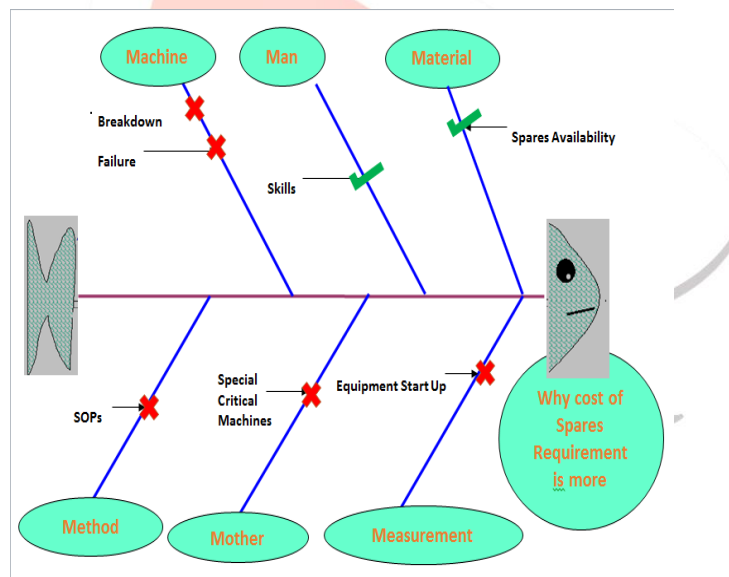 Machine
Man
Material
Breakdown
Failure
Skills
Spares Availability
SOPs
Special
Critical
Machines
Equipment Start Up
Why cost of
Spares
Requirement
is more
Method
Mother
Measurement